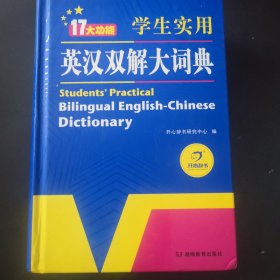 17大功能 学生实用
英汉双解大词典
Students' Practical
Bilingual English-Chinese
Dictionary
开心辞书研究中心 编
开心辞书
湖南教育出版社